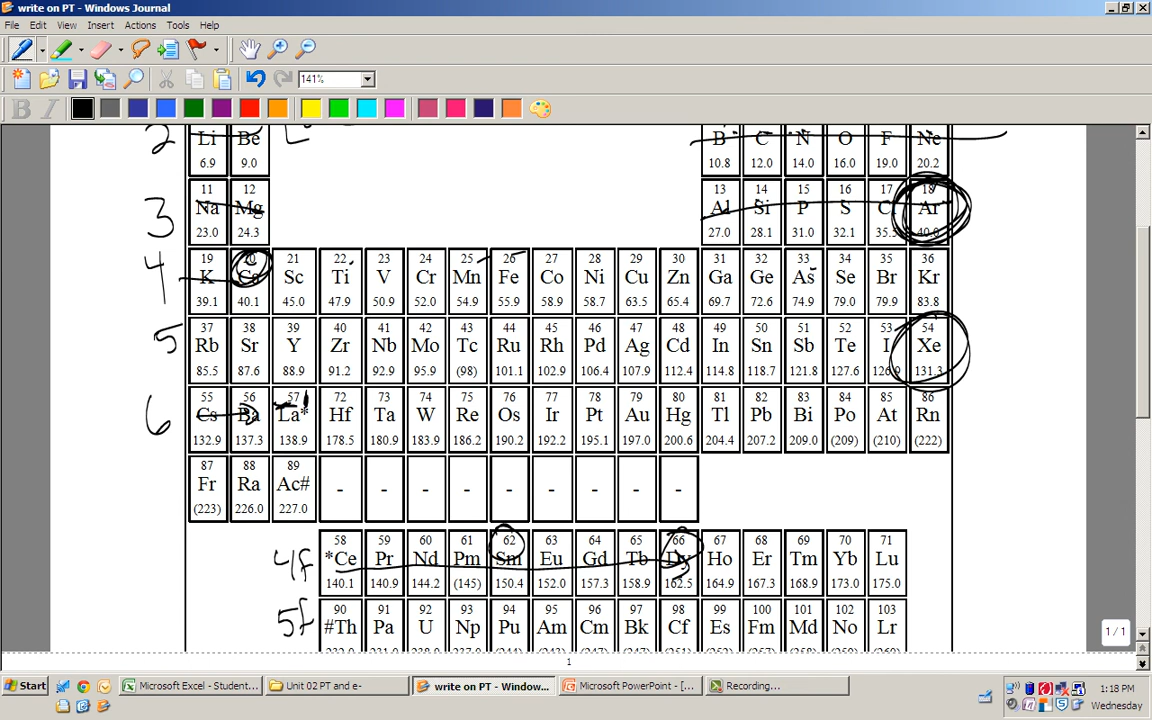 write on PT - Windows Journal
File Edit View Insert Actions Tools Help
141%
B I
2 Li Be B C N O F Ne
6.9 9.0 10.8 12.0 14.0 16.0 19.0 20.2
11 12 13 14 15 16 17 18
3 Na Mg Al Si P S Cl Ar
23.0 24.3 27.0 28.1 31.0 32.1 35.5 40.0
19 20 21 22 23 24 25 26 27 28 29 30 31 32 33 34 35 36
4 K Ca Sc Ti V Cr Mn Fe Co Ni Cu Zn Ga Ge As Se Br Kr
39.1 40.1 45.0 47.9 50.9 52.0 54.9 55.9 58.9 58.7 63.5 65.4 69.7 72.6 74.9 79.0 79.9 83.8
37 38 39 40 41 42 43 44 45 46 47 48 49 50 51 52 53 54
5 Rb Sr Y Zr Nb Mo Tc Ru Rh Pd Ag Cd In Sn Sb Te I Xe
85.5 87.6 88.9 91.2 92.9 95.9 (98) 101.1 102.9 106.4 107.9 112.4 114.8 118.7 121.8 127.6 126.9 131.3
55 56 57 72 73 74 75 76 77 78 79 80 81 82 83 84 85 86
6 Cs Ba La* Hf Ta W Re Os Ir Pt Au Hg Tl Pb Bi Po At Rn
132.9 137.3 138.9 178.5 180.9 183.9 186.2 190.2 192.2 195.1 197.0 200.6 204.4 207.2 209.0 (209) (210) (222)
87 88 89
Fr Ra Ac# - - - - - - - - -
(223) 226.0 227.0
58 59 60 61 62 63 64 65 66 67 68 69 70 71
4f *Ce Pr Nd Pm Sm Eu Gd Tb Dy Ho Er Tm Yb Lu
140.1 140.9 144.2 (145) 150.4 152.0 157.3 158.9 162.5 164.9 167.3 168.9 173.0 175.0
90 91 92 93 94 95 96 97 98 99 100 101 102 103
5f #Th Pa U Np Pu Am Cm Bk Cf Es Fm Md No Lr
1 / 1
1
Start Microsoft Excel - Student... Unit 02 PT and e- write on PT - Window... Microsoft PowerPoint - [... Recording... 1:18 PM
Wednesday